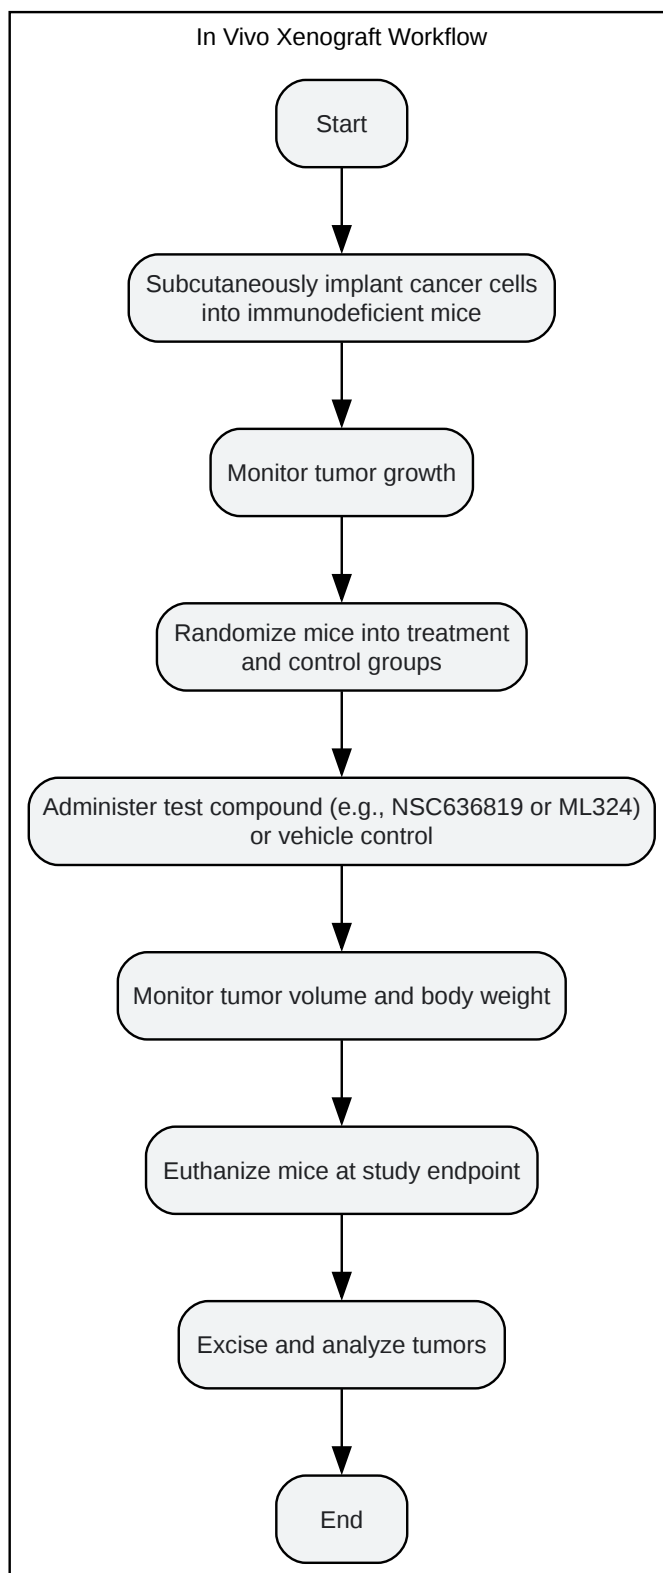 In Vivo Xenograft Workflow
Start
Subcutaneously implant cancer cells
into immunodeficient mice
Monitor tumor growth
Randomize mice into treatment
and control groups
Administer test compound (e.g., NSC636819 or ML324)
or vehicle control
Monitor tumor volume and body weight
Euthanize mice at study endpoint
Excise and analyze tumors
End